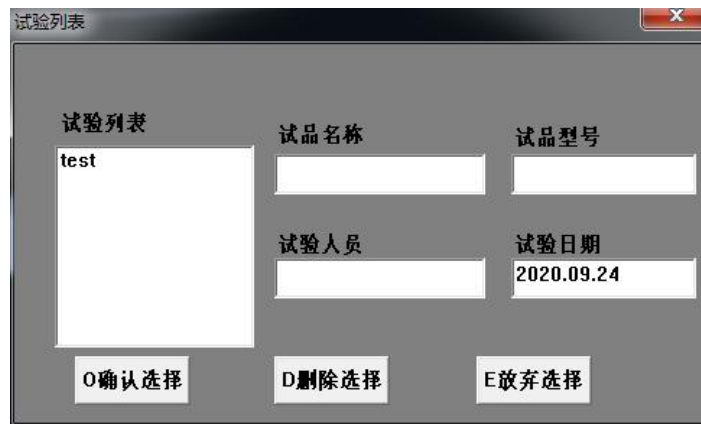 试验列表
试验列表
test
试品名称
试品型号
试验人员
试验日期
2020.09.24
O确认选择
D删除选择
E放弃选择